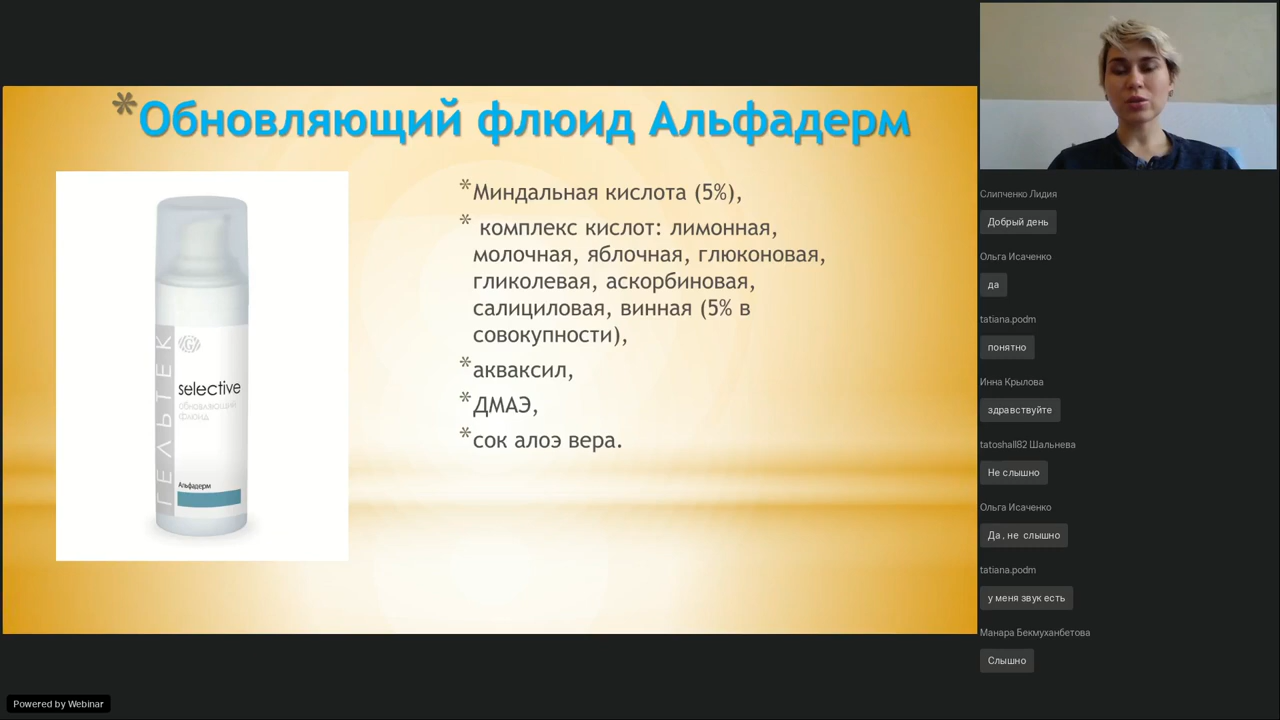 *Обновляющий флюид Альфадерм
*Миндальная кислота (5%),
* комплекс кислот: лимонная,
молочная, яблочная, глюконовая,
гликолевая, аскорбиновая,
салициловая, винная (5% в
совокупности),
*акваксил,
*ДМАЭ,
*сок алоэ вера.
ГЕЛЬТЕК
G
selective
обновляющий
флюид
Альфадерм
Слипченко Лидия
Добрый день
Ольга Исаченко
да
tatiana.podm
понятно
Инна Крылова
здравствуйте
tatoshall82 Шальнева
Не слышно
Ольга Исаченко
Да , не слышно
tatiana.podm
у меня звук есть
Манара Бекмуханбетова
Слышно
Powered by Webinar